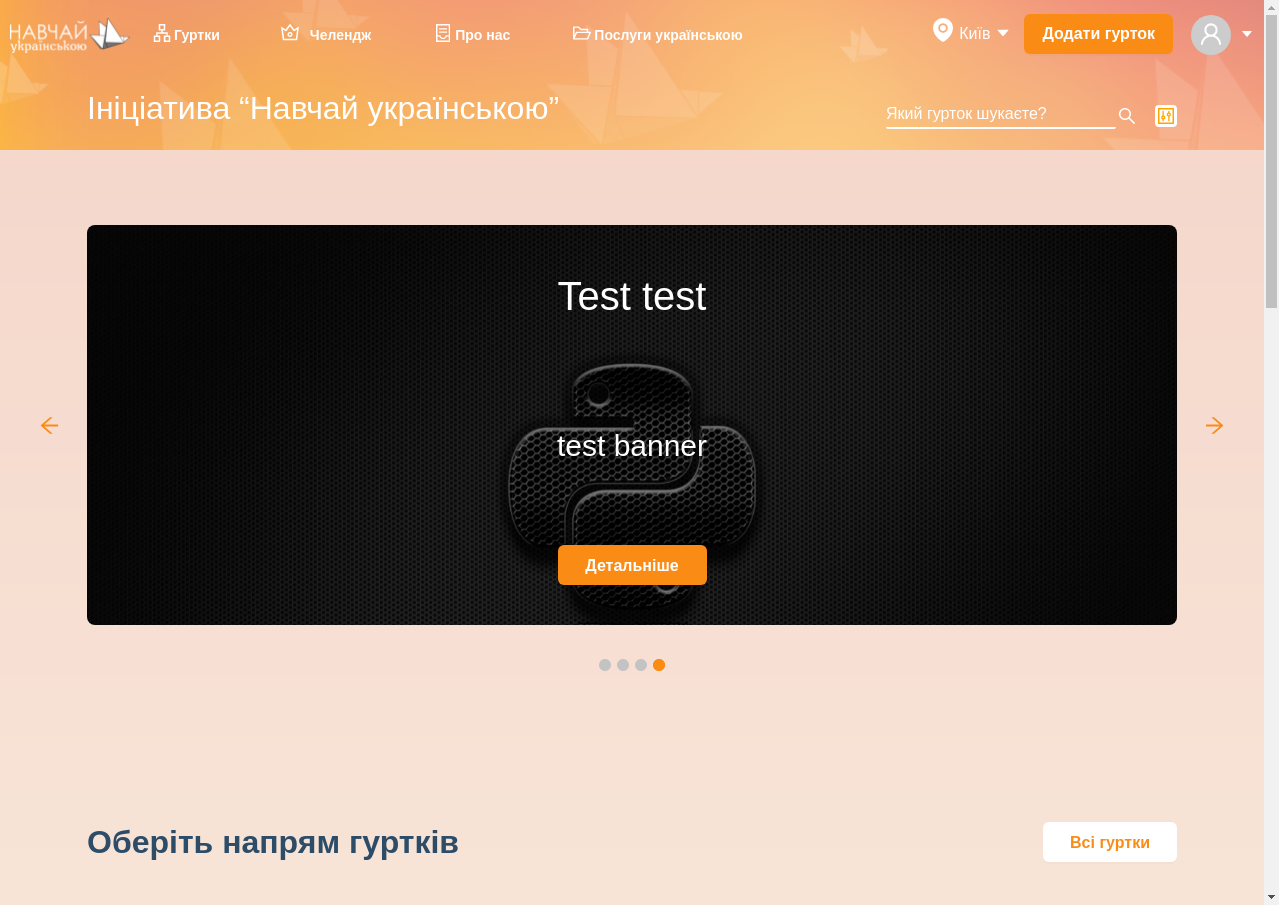 НАВЧАЙ
українською
Гуртки
Челендж
Про нас
Послуги українською
Київ
Додати гурток
Ініціатива “Навчай українською”
Який гурток шукаєте?
Test test
test banner
Детальніше
Оберіть напрям гуртків
Всі гуртки